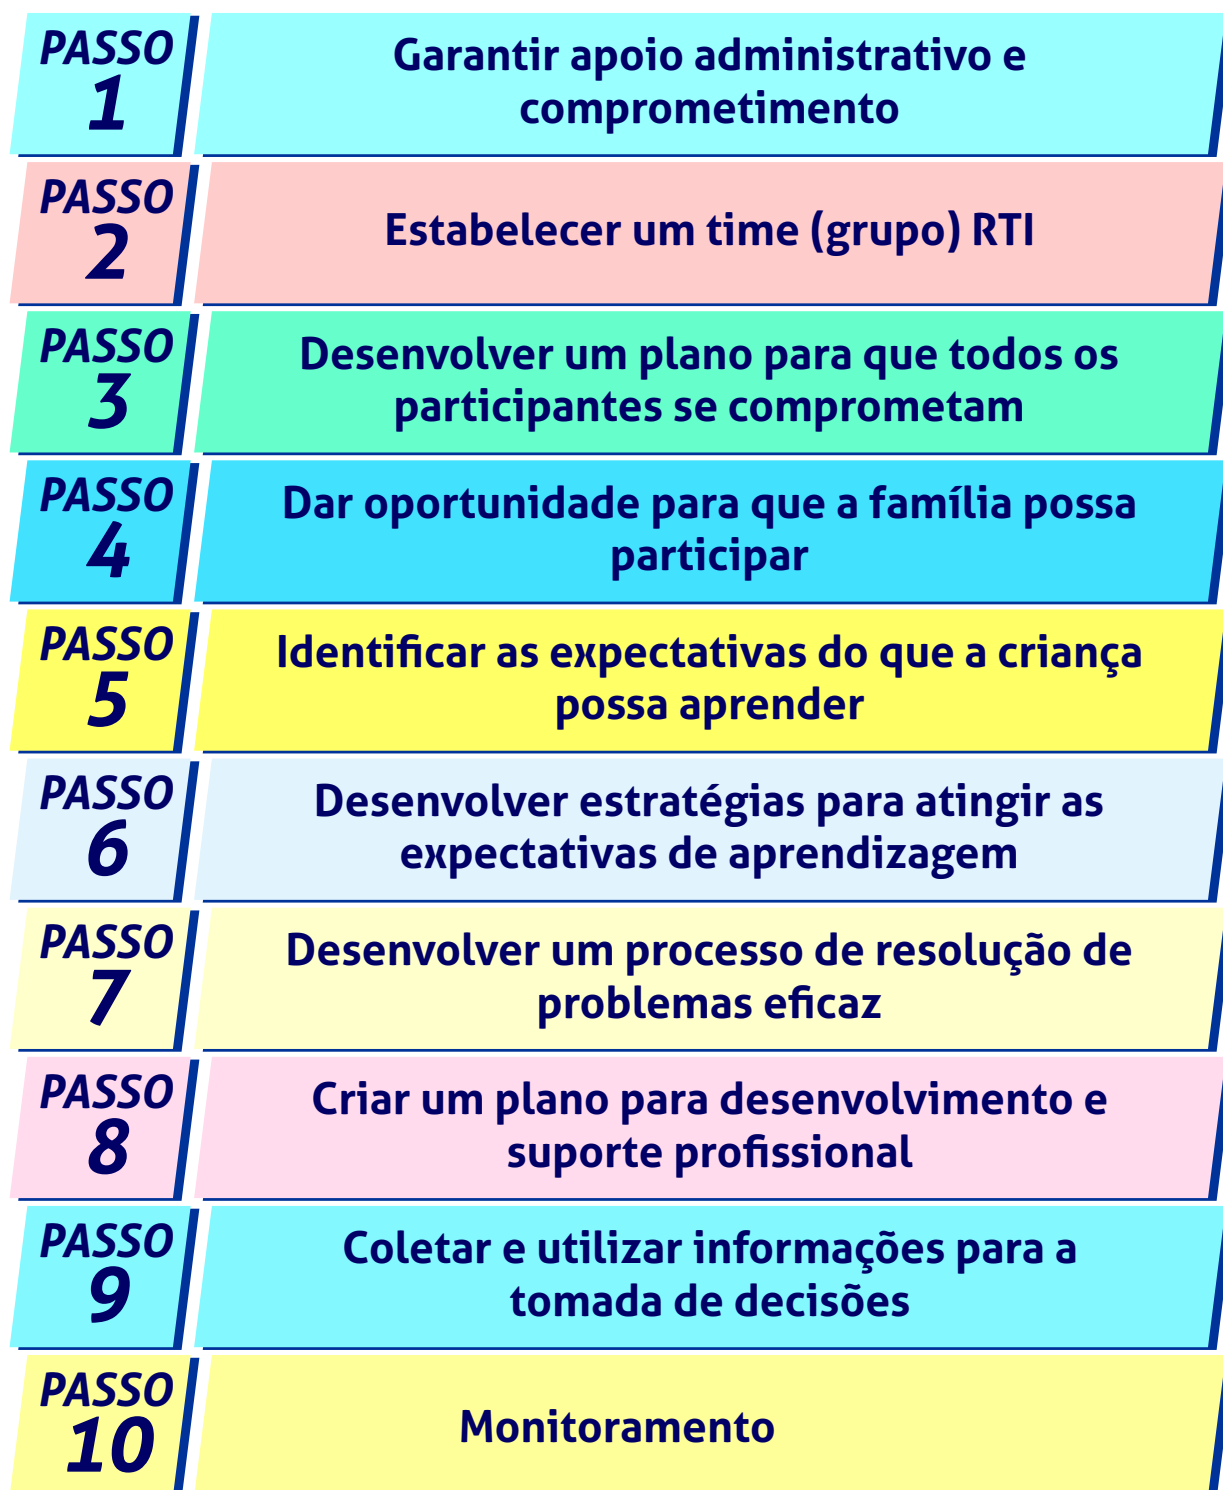 PASSO
1
Garantir apoio administrativo e
comprometimento
PASSO
2
Estabelecer um time (grupo) RTI
PASSO
3
Desenvolver um plano para que todos os
participantes se comprometam
PASSO
4
Dar oportunidade para que a família possa
participar
PASSO
5
Identificar as expectativas do que a criança
possa aprender
PASSO
6
Desenvolver estratégias para atingir as
expectativas de aprendizagem
PASSO
7
Desenvolver um processo de resolução de
problemas eficaz
PASSO
8
Criar um plano para desenvolvimento e
suporte profissional
PASSO
9
Coletar e utilizar informações para a
tomada de decisões
PASSO
10
Monitoramento